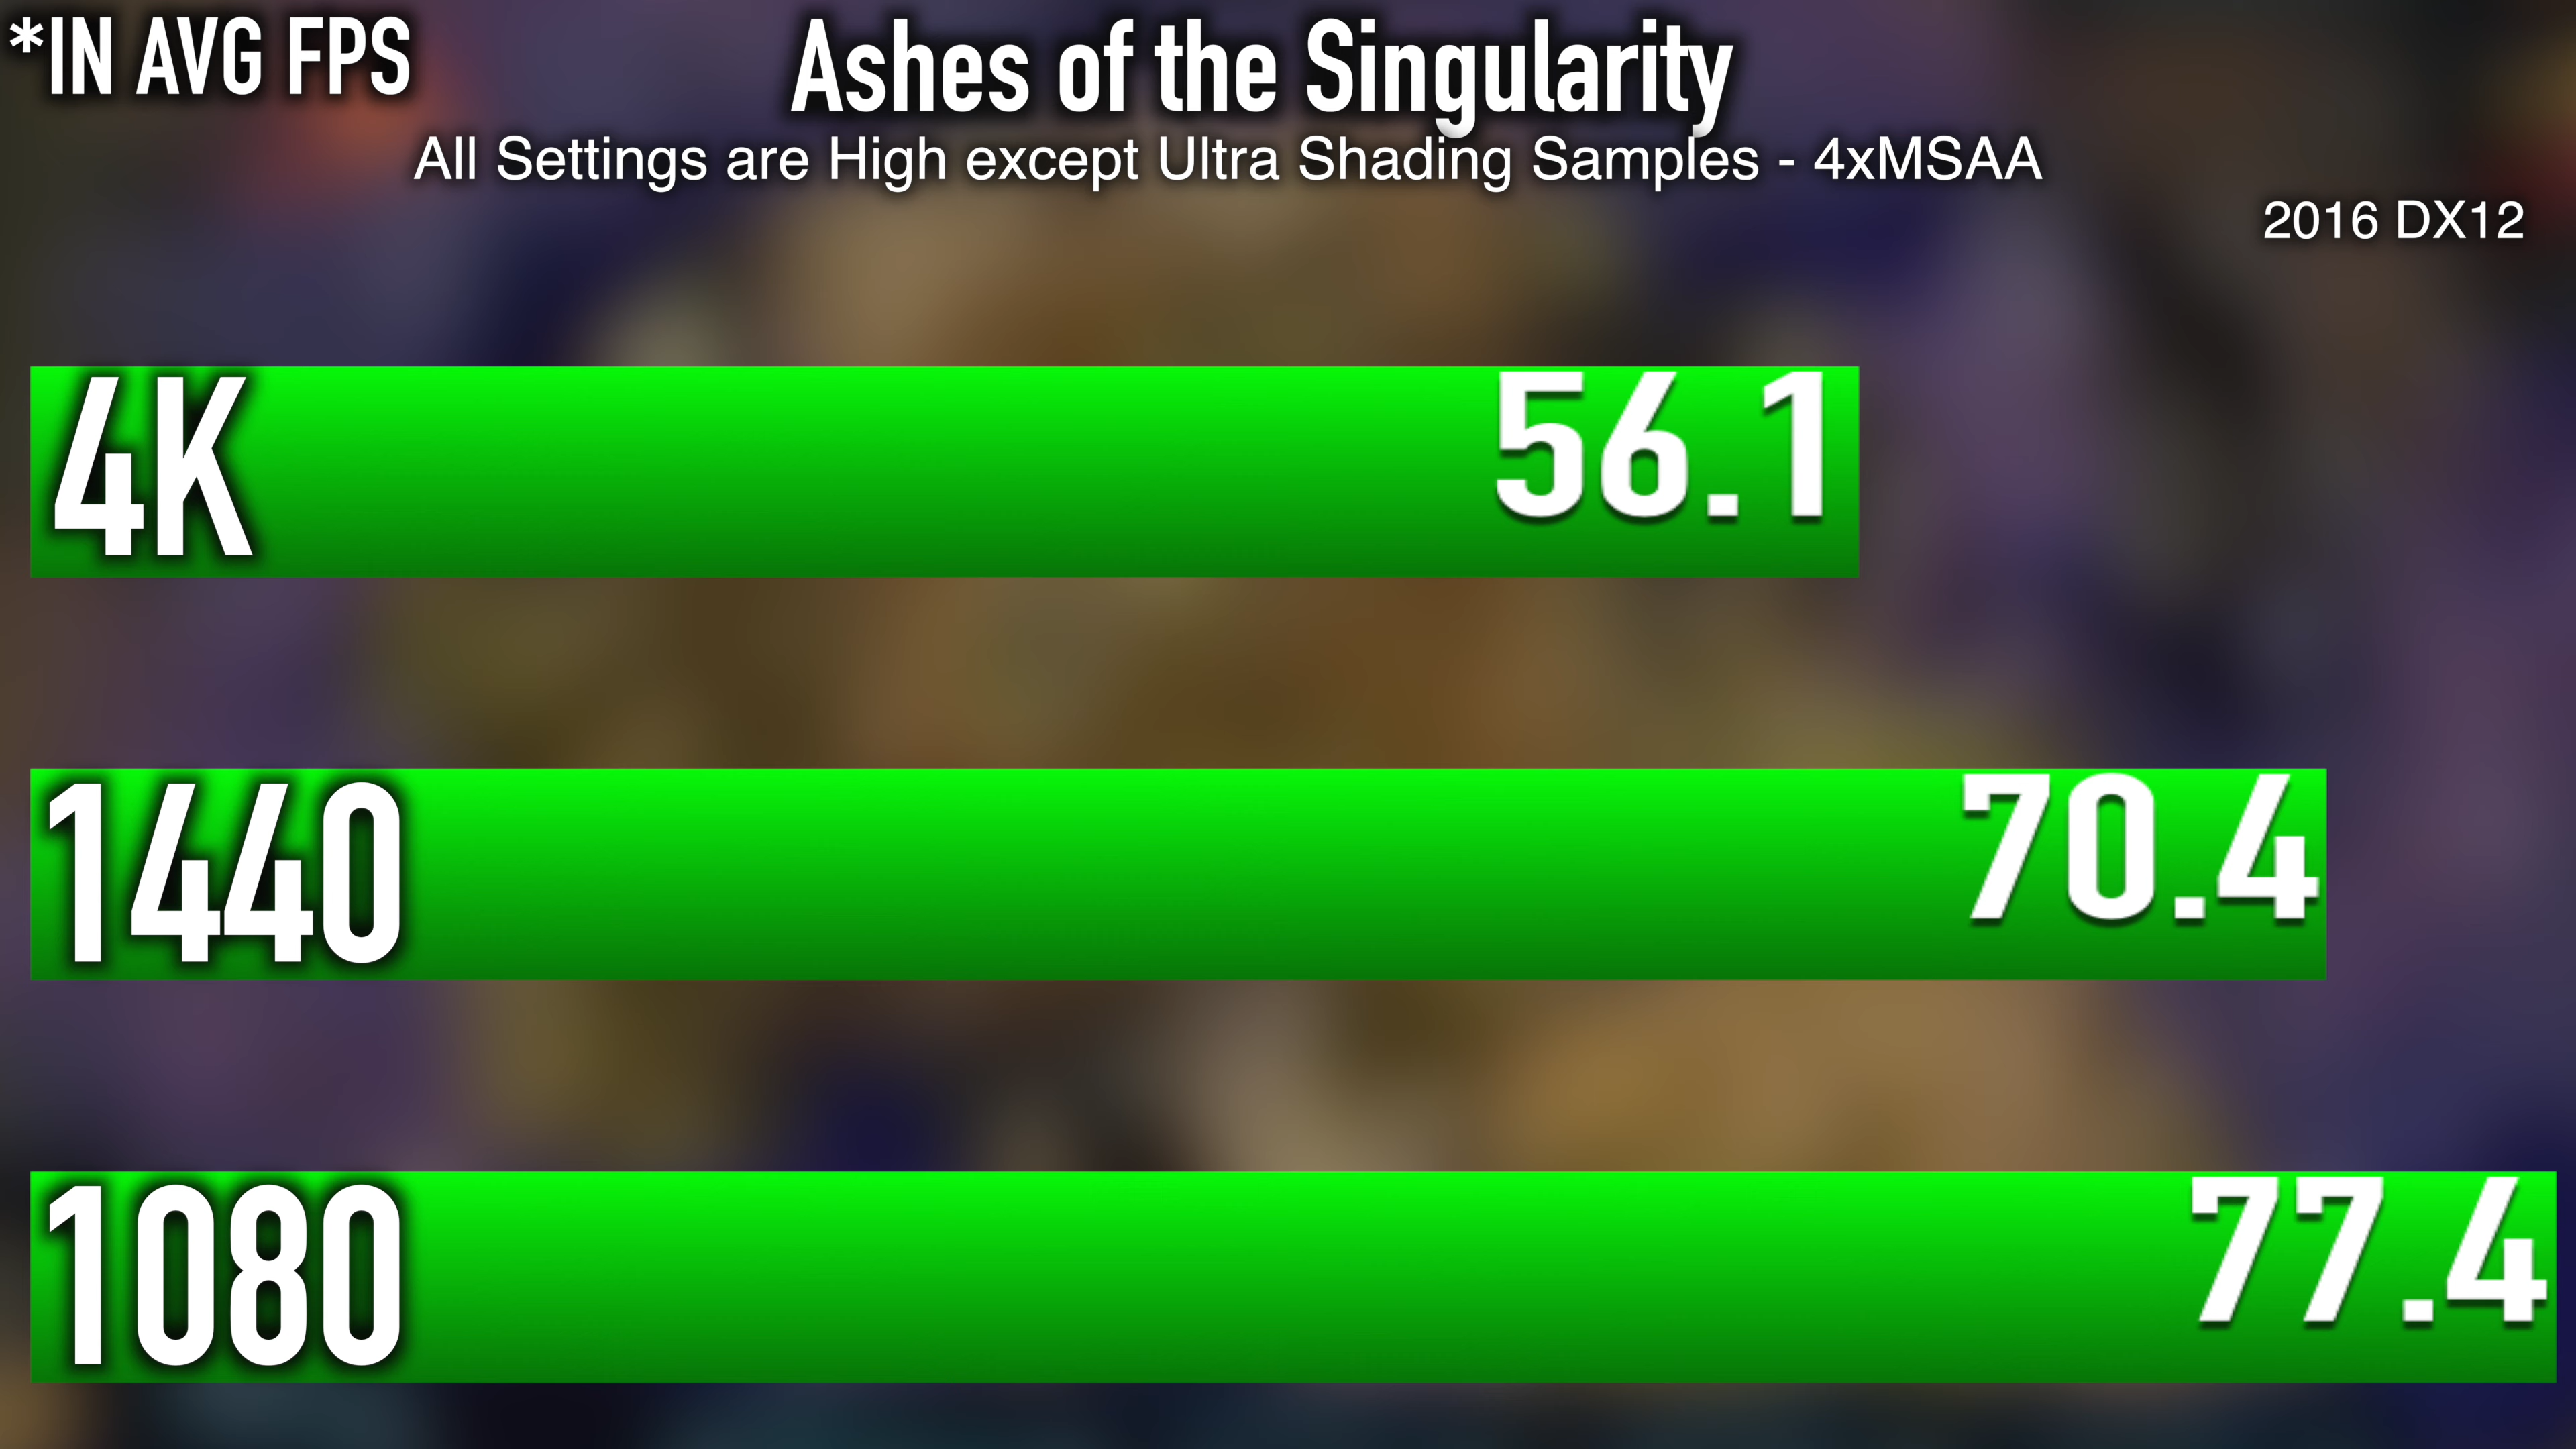 *IN AVG FPS
Ashes of the Singularity
All Settings are High except Ultra Shading Samples - 4xMSAA
2016 DX12
4K 56.1
1440 70.4
1080 77.4